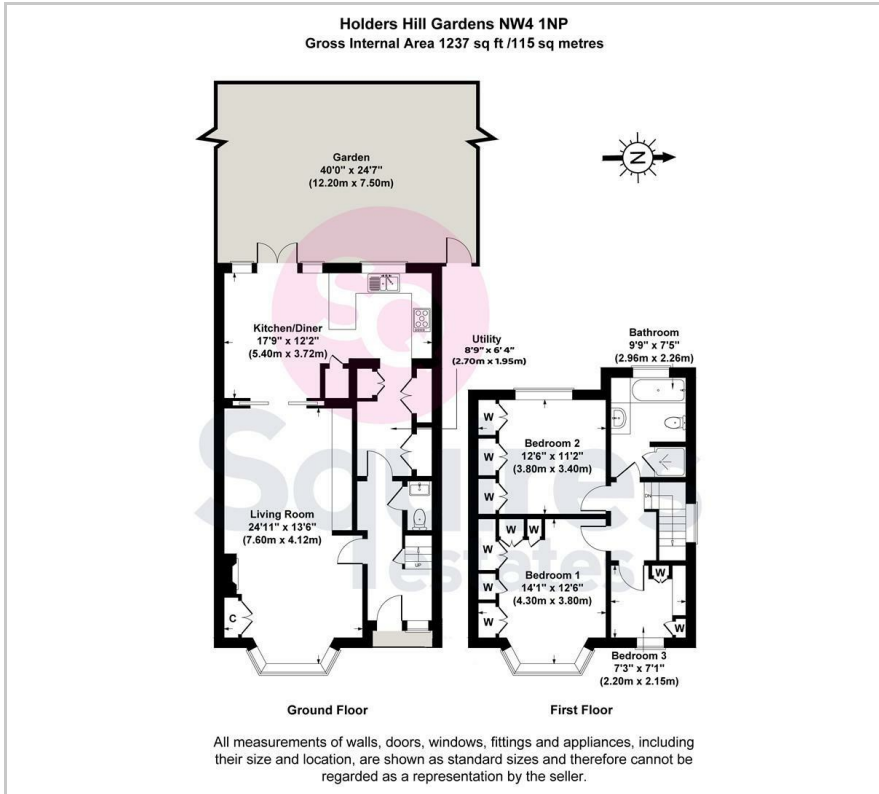 Holders Hill Gardens NW4 1NP
Gross Internal Area 1237 sq ft /115 sq metres
Garden
40'0" x 24'7"
(12.20m x 7.50m)
N
Kitchen/Diner
17'9" x 12'2"
(5.40m x 3.72m)
Utility
8'9" x 6'4"
(2.70m x 1.95m)
Bathroom
9'9" x 7'5"
(2.96m x 2.26m)
W
Bedroom 2
12'6" x 11'2"
(3.80m x 3.40m)
W
W
DN
Living Room
24'11" x 13'6"
(7.60m x 4.12m)
UP
C
W
W
W
Bedroom 1
14'1" x 12'6"
(4.30m x 3.80m)
W
W
W
W
Bedroom 3
7'3" x 7'1"
(2.20m x 2.15m)
Squires
estates
Ground Floor
First Floor
All measurements of walls, doors, windows, fittings and appliances, including
their size and location, are shown as standard sizes and therefore cannot be
regarded as a representation by the seller.